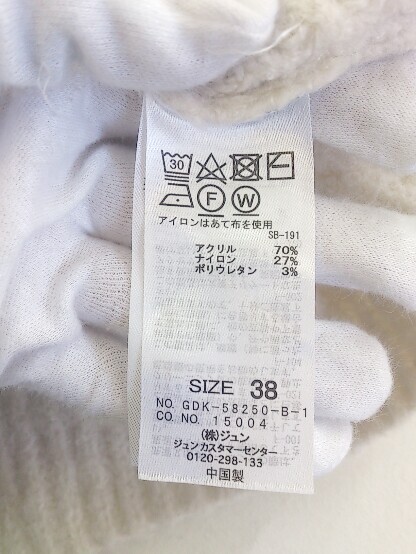 30
F W
アイロンはあて布を使用
SB-191
アクリル 70%
ナイロン 27%
ポリウレタン 3%
SIZE 38
NO. GDK-58250-B-1
CO. NO. 15004
(株)ジュン
ジュンカスタマーセンター
0120-298-133
中国製